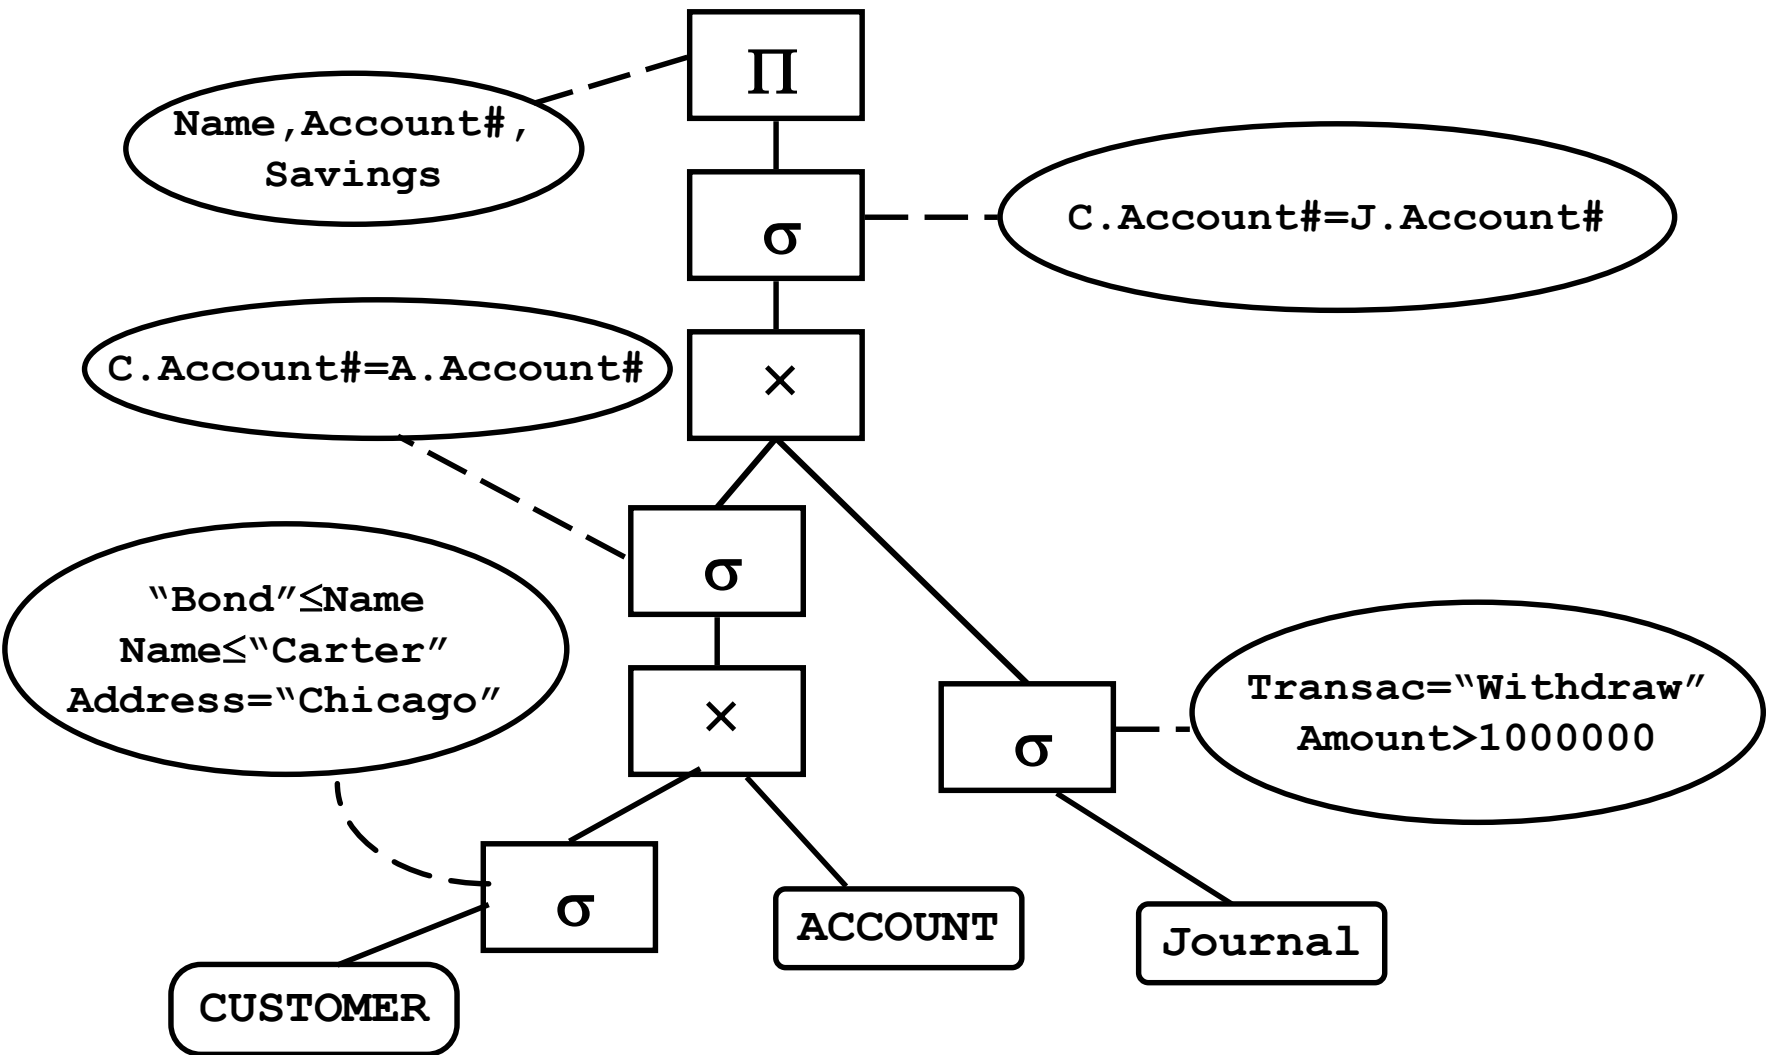 Π
Name,Account#,
Savings
σ
C.Account#=J.Account#
×
C.Account#=A.Account#
σ
“Bond”≤Name
Name≤“Carter”
Address=“Chicago”
×
σ
Transac=“Withdraw”
Amount>1000000
σ
ACCOUNT
Journal
CUSTOMER